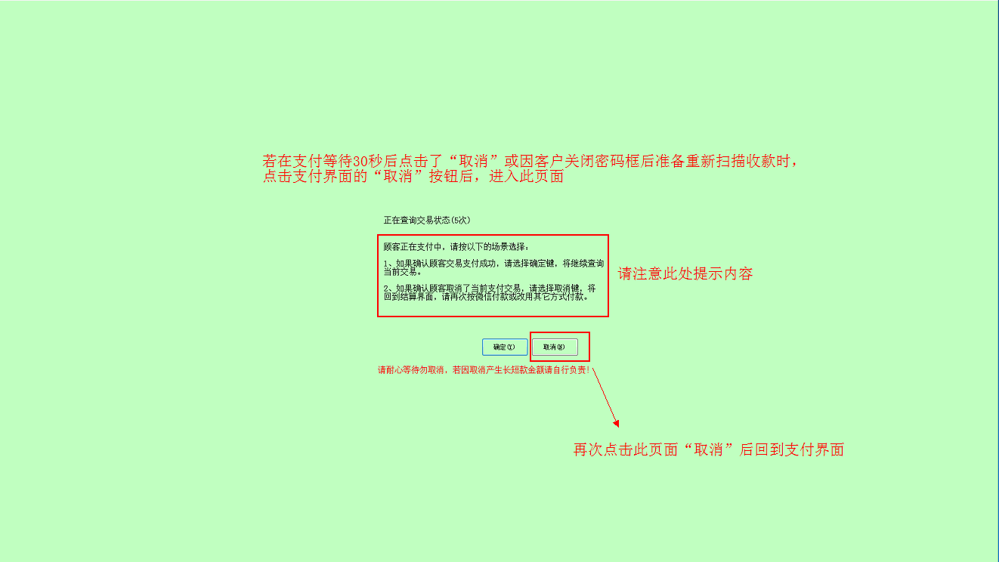 若在支付等待30秒后点击了“取消”或因客户关闭密码框后准备重新扫描收款时，
点击支付界面的“取消”按钮后，进入此页面
正在查询交易状态(5次)
顾客正在支付中，请按以下的场景选择：
1、如果确认顾客交易支付成功，请选择确定键，将继续查询
当前交易。
2、如果确认顾客取消了当前支付交易，请选择取消键，将
回到结算界面，请再次按微信付款或改用其它方式付款。
请注意此处提示内容
确定(Y) 取消(N)
请耐心等待勿取消，若因取消产生长短款金额请自行负责！
再次点击此页面“取消”后回到支付界面